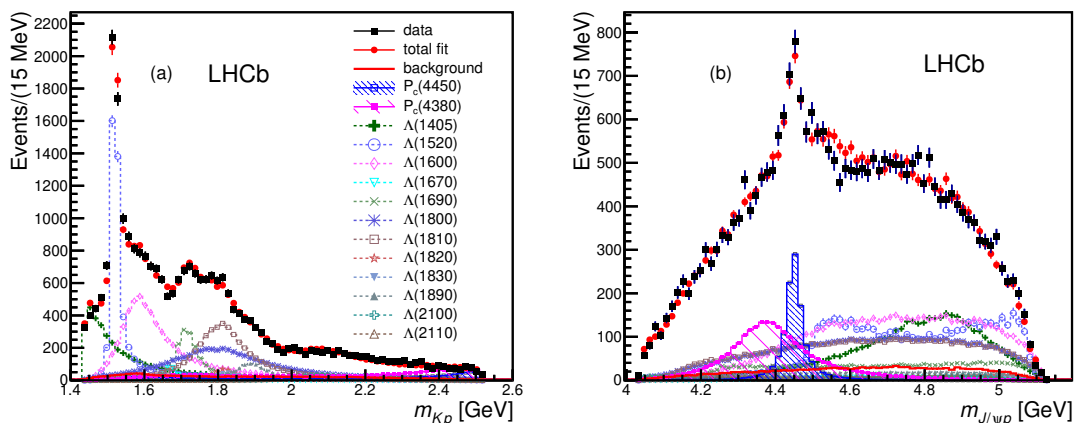 Events/(15 MeV)
2200
2000
1800
1600
1400
1200
1000
800
600
400
200
0
1.4
1.6
1.8
2
2.2
2.4
2.6
m_Kp [GeV]
(a)
LHCb
data
total fit
background
P_c(4450)
P_c(4380)
Λ(1405)
Λ(1520)
Λ(1600)
Λ(1670)
Λ(1690)
Λ(1800)
Λ(1810)
Λ(1820)
Λ(1830)
Λ(1890)
Λ(2100)
Λ(2110)
Events/(15 MeV)
800
700
600
500
400
300
200
100
0
4
4.2
4.4
4.6
4.8
5
m_J/ψp [GeV]
(b)
LHCb